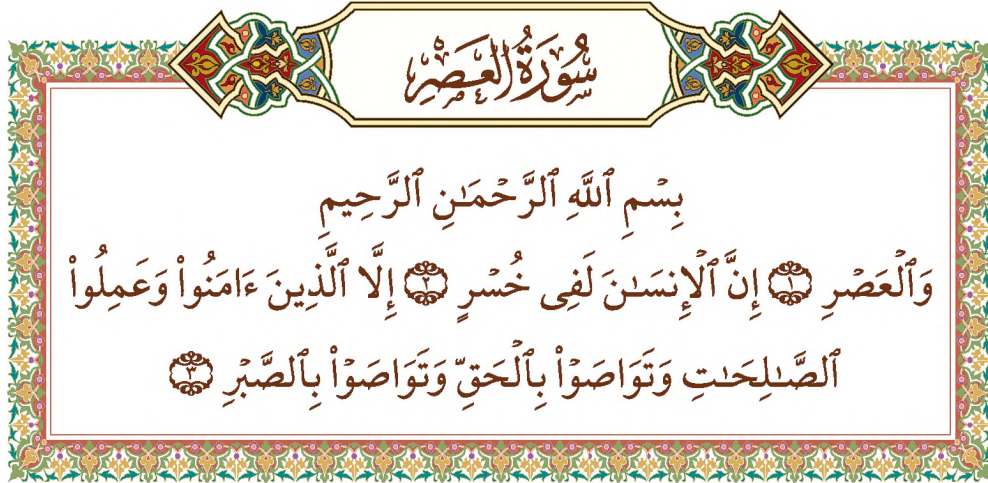 سُورَةُ الْعَصْرِ
بِسْمِ ٱللَّهِ ٱلرَّحْمَـٰنِ ٱلرَّحِيمِ
وَٱلْعَصْرِ ١ إِنَّ ٱلْإِنسَـٰنَ لَفِى خُسْرٍ ٢ إِلَّا ٱلَّذِينَ ءَامَنُوا۟ وَعَمِلُوا۟
ٱلصَّـٰلِحَـٰتِ وَتَوَاصَوْا۟ بِٱلْحَقِّ وَتَوَاصَوْا۟ بِٱلصَّبْرِ ٣